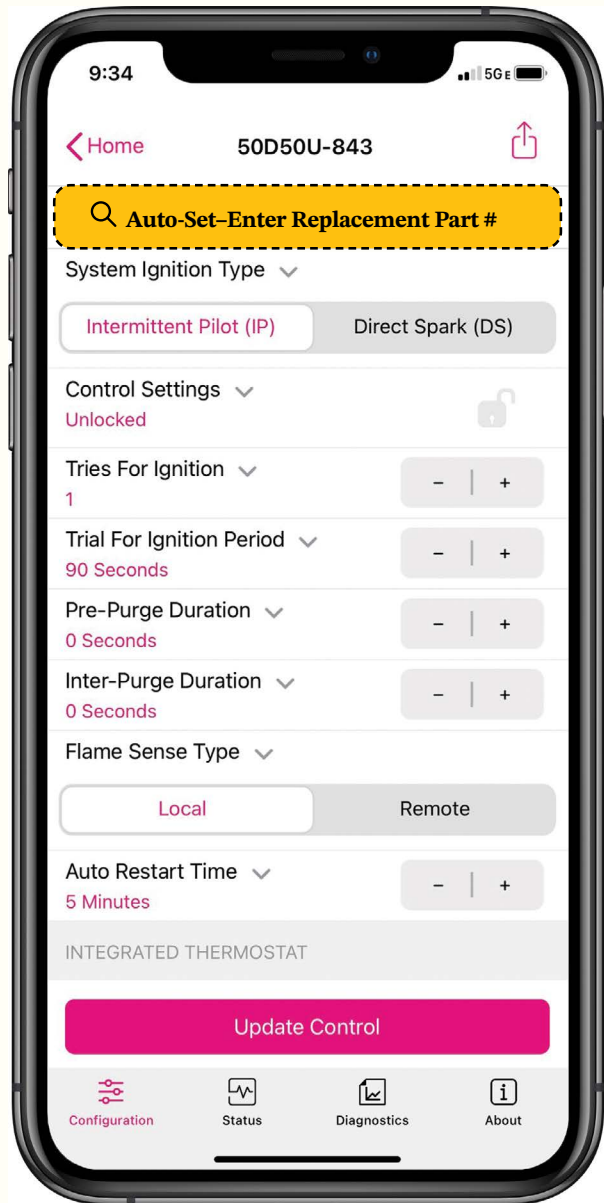 9:34
5GE
Home
50D50U-843
Auto-Set–Enter Replacement Part #
System Ignition Type
Intermittent Pilot (IP) Direct Spark (DS)
Control Settings
Unlocked
Tries For Ignition
1
- | +
Trial For Ignition Period
90 Seconds
- | +
Pre-Purge Duration
0 Seconds
- | +
Inter-Purge Duration
0 Seconds
- | +
Flame Sense Type
Local Remote
Auto Restart Time
5 Minutes
- | +
INTEGRATED THERMOSTAT
Update Control
Configuration Status Diagnostics About